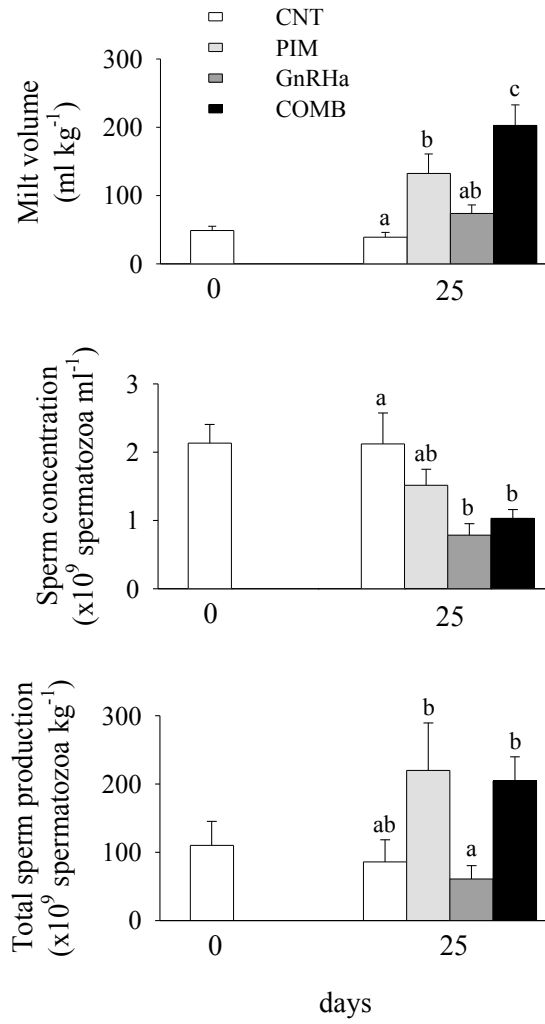 CNT
PIM
GnRHa
COMB
Milt volume
(ml kg⁻¹)
300
200
100
0
a
b
ab
c
0
25
Sperm concentration
(x10⁹ spermatozoa ml⁻¹)
3
2
1
0
a
ab
b
b
0
25
Total sperm production
(x10⁹ spermatozoa kg⁻¹)
300
200
100
0
ab
b
a
b
0
25
days